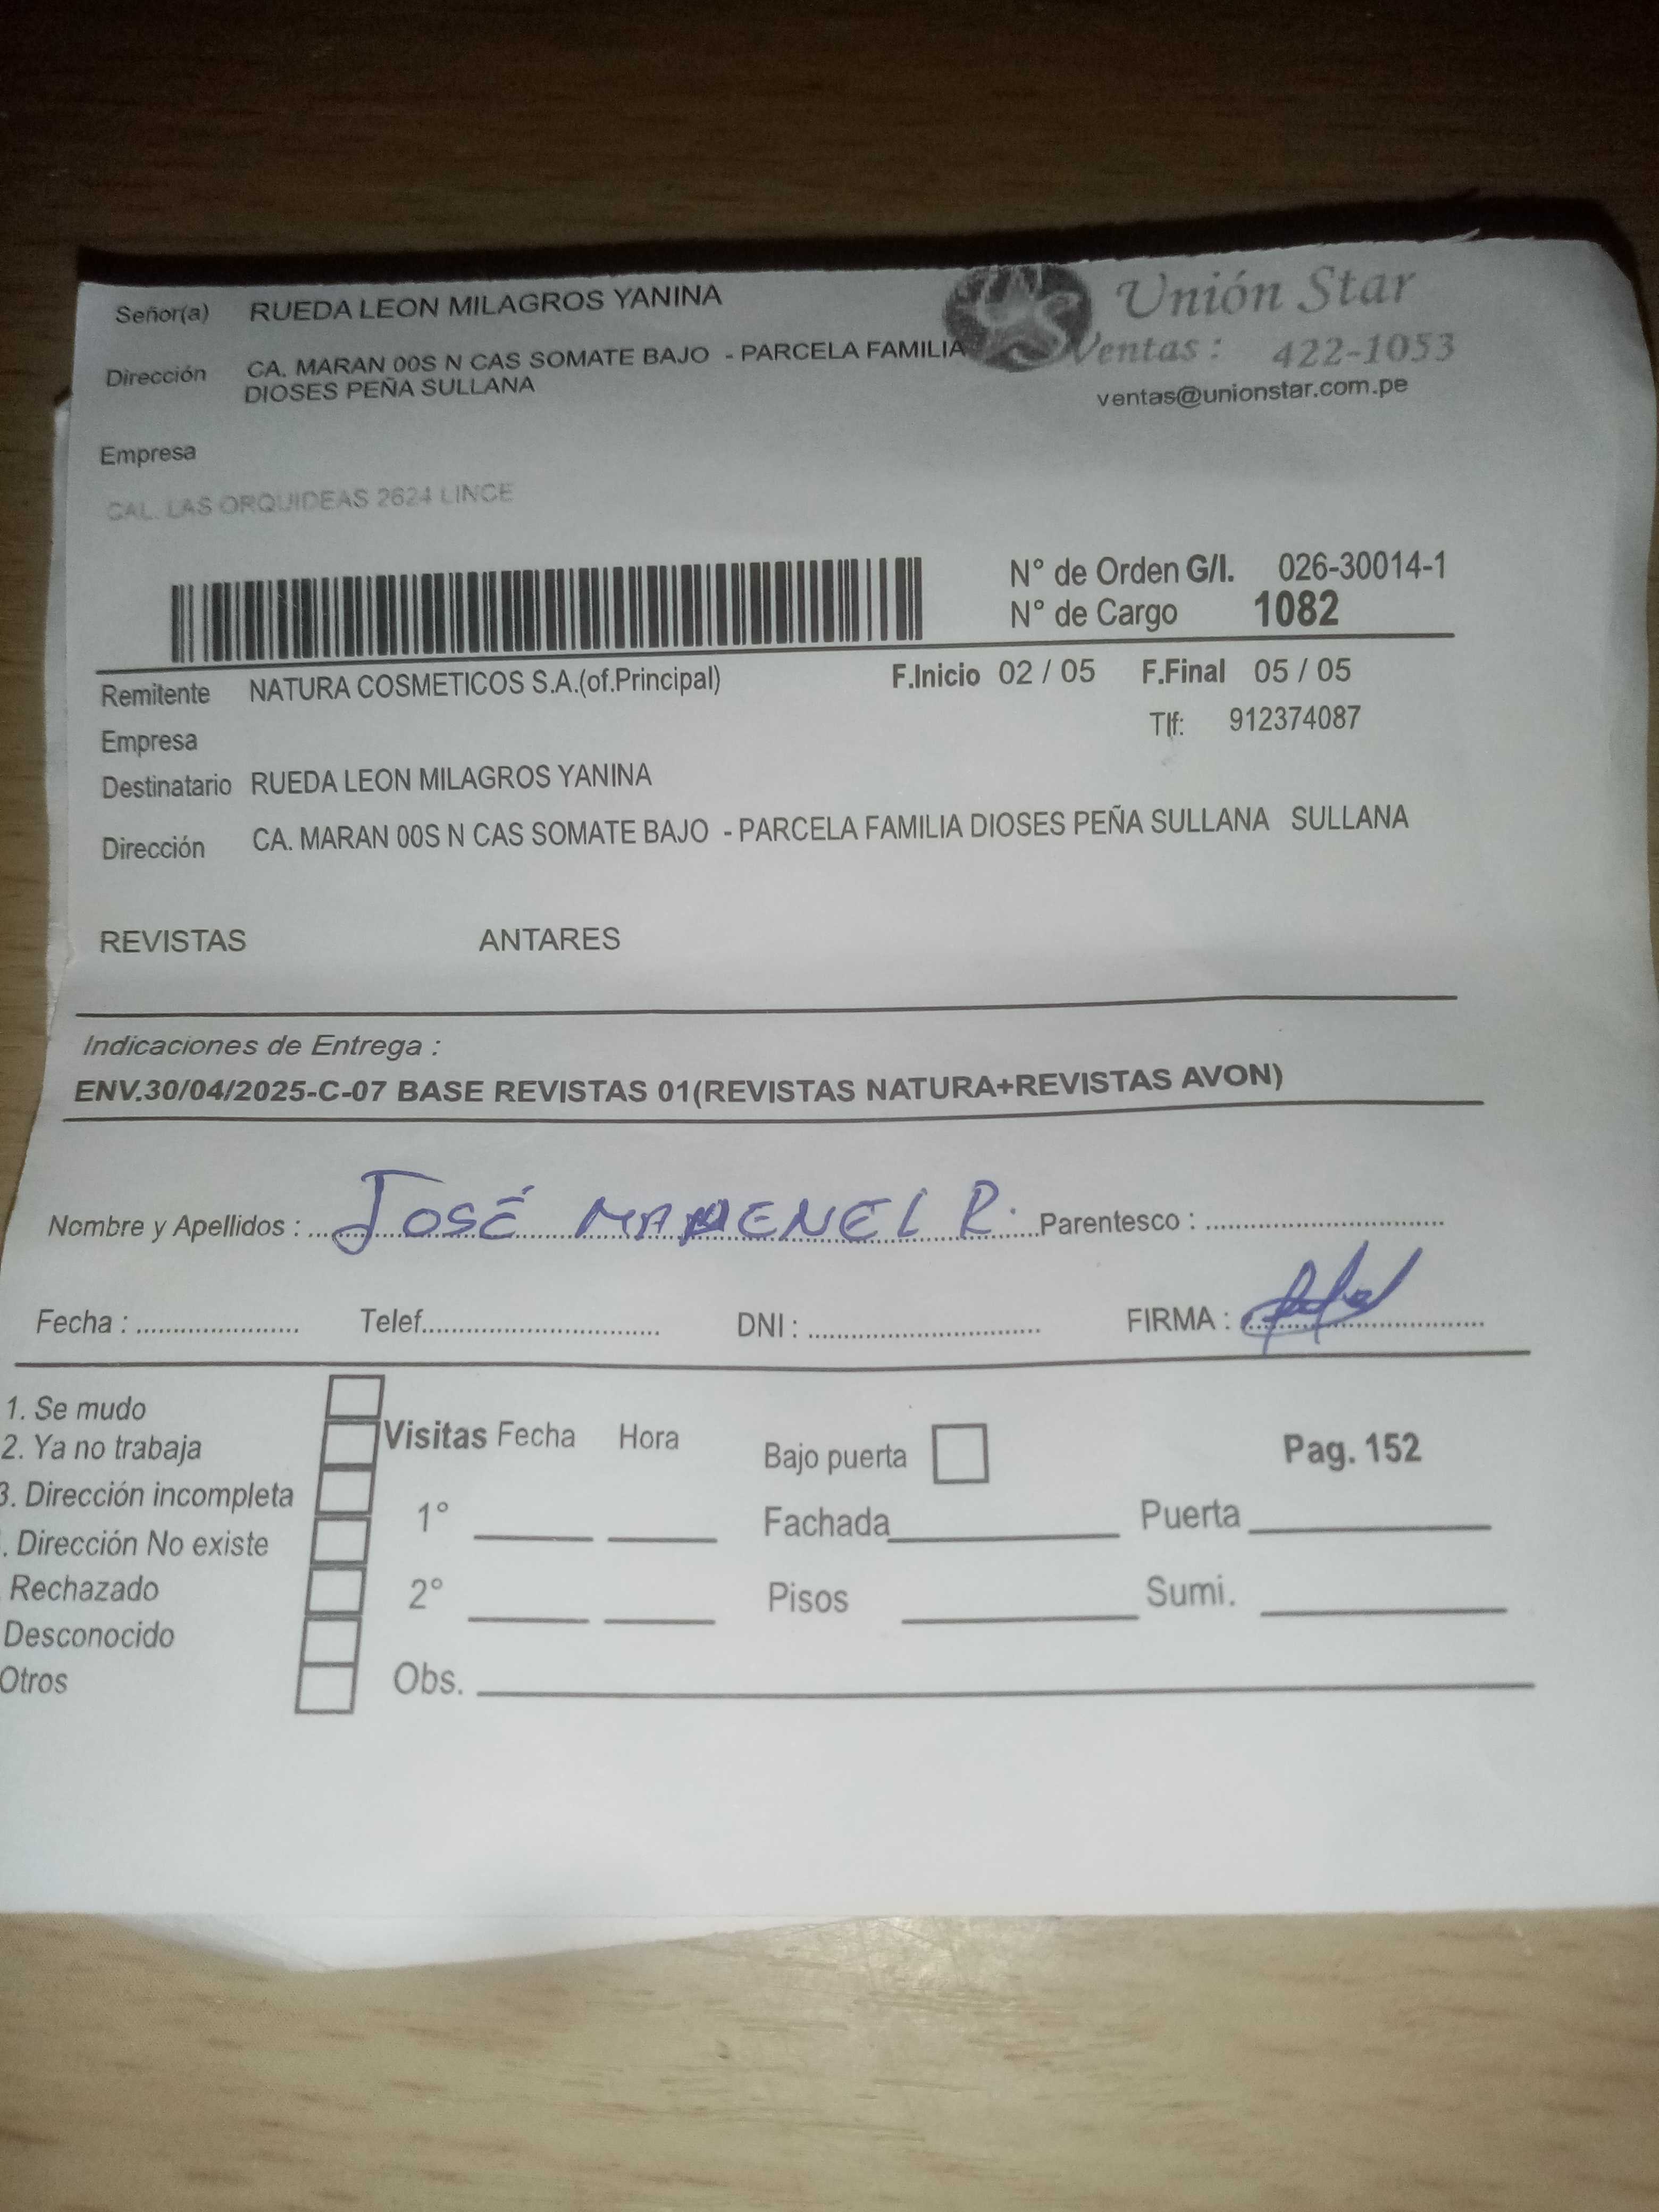 Señor(a) RUEDA LEON MILAGROS YANINA
Unión Star
Dirección CA. MARAN 00S N CAS SOMATE BAJO - PARCELA FAMILIA
DIOSES PEÑA SULLANA
Ventas : 422-1053
ventas@unionstar.com.pe
Empresa
CAL. LAS ORQUIDEAS 2624 LINCE
N° de Orden G/I. 026-30014-1
N° de Cargo 1082
Remitente NATURA COSMETICOS S.A.(of.Principal) F.Inicio 02 / 05 F.Final 05 / 05
Empresa Tlf: 912374087
Destinatario RUEDA LEON MILAGROS YANINA
Dirección CA. MARAN 00S N CAS SOMATE BAJO - PARCELA FAMILIA DIOSES PEÑA SULLANA SULLANA
REVISTAS ANTARES
Indicaciones de Entrega :
ENV.30/04/2025-C-07 BASE REVISTAS 01(REVISTAS NATURA+REVISTAS AVON)
Nombre y Apellidos : JOSÉ R. Parentesco :
Fecha : Telef. DNI : FIRMA :
1. Se mudo
2. Ya no trabaja
3. Dirección incompleta
. Dirección No existe
Rechazado
Desconocido
Otros
Visitas Fecha Hora
1°
2°
Obs.
Bajo puerta Pag. 152
Fachada Puerta
Pisos Sumi.